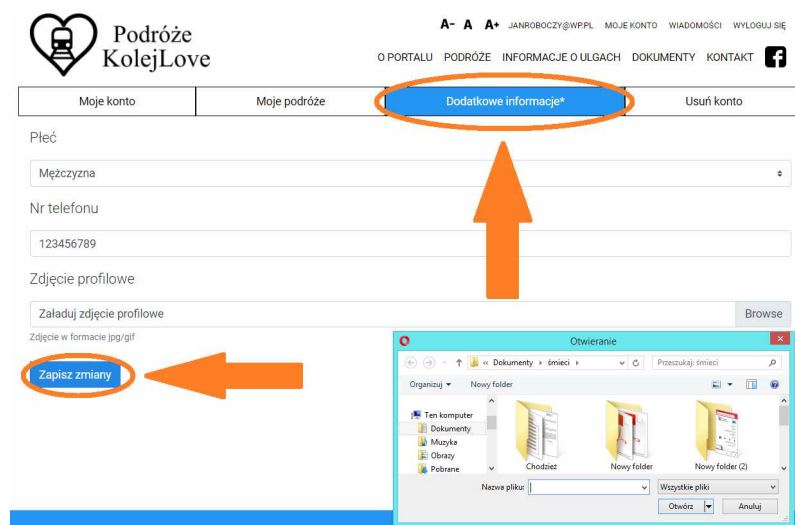 Podróże
KolejLove
A- A A+ JANROBOCZY@WP.PL MOJE KONTO WIADOMOŚCI WYLOGUJ SIĘ
O PORTALU PODRÓŻE INFORMACJE O ULGACH DOKUMENTY KONTAKT f
Moje konto Moje podróże Dodatkowe informacje* Usuń konto
Płeć
Mężczyzna
Nr telefonu
123456789
Zdjęcie profilowe
Załaduj zdjęcie profilowe Browse
Zdjęcie w formacie jpg/gif
Zapisz zmiany
Otwieranie
« Dokumenty śmieci Przeszukaj: śmieci
Organizuj Nowy folder
Ten komputer
Dokumenty
Muzyka
Obrazy
Pobrane
Chodzież Nowy folder Nowy folder (2)
Nazwa pliku: Wszystkie pliki
Otwórz Anuluj